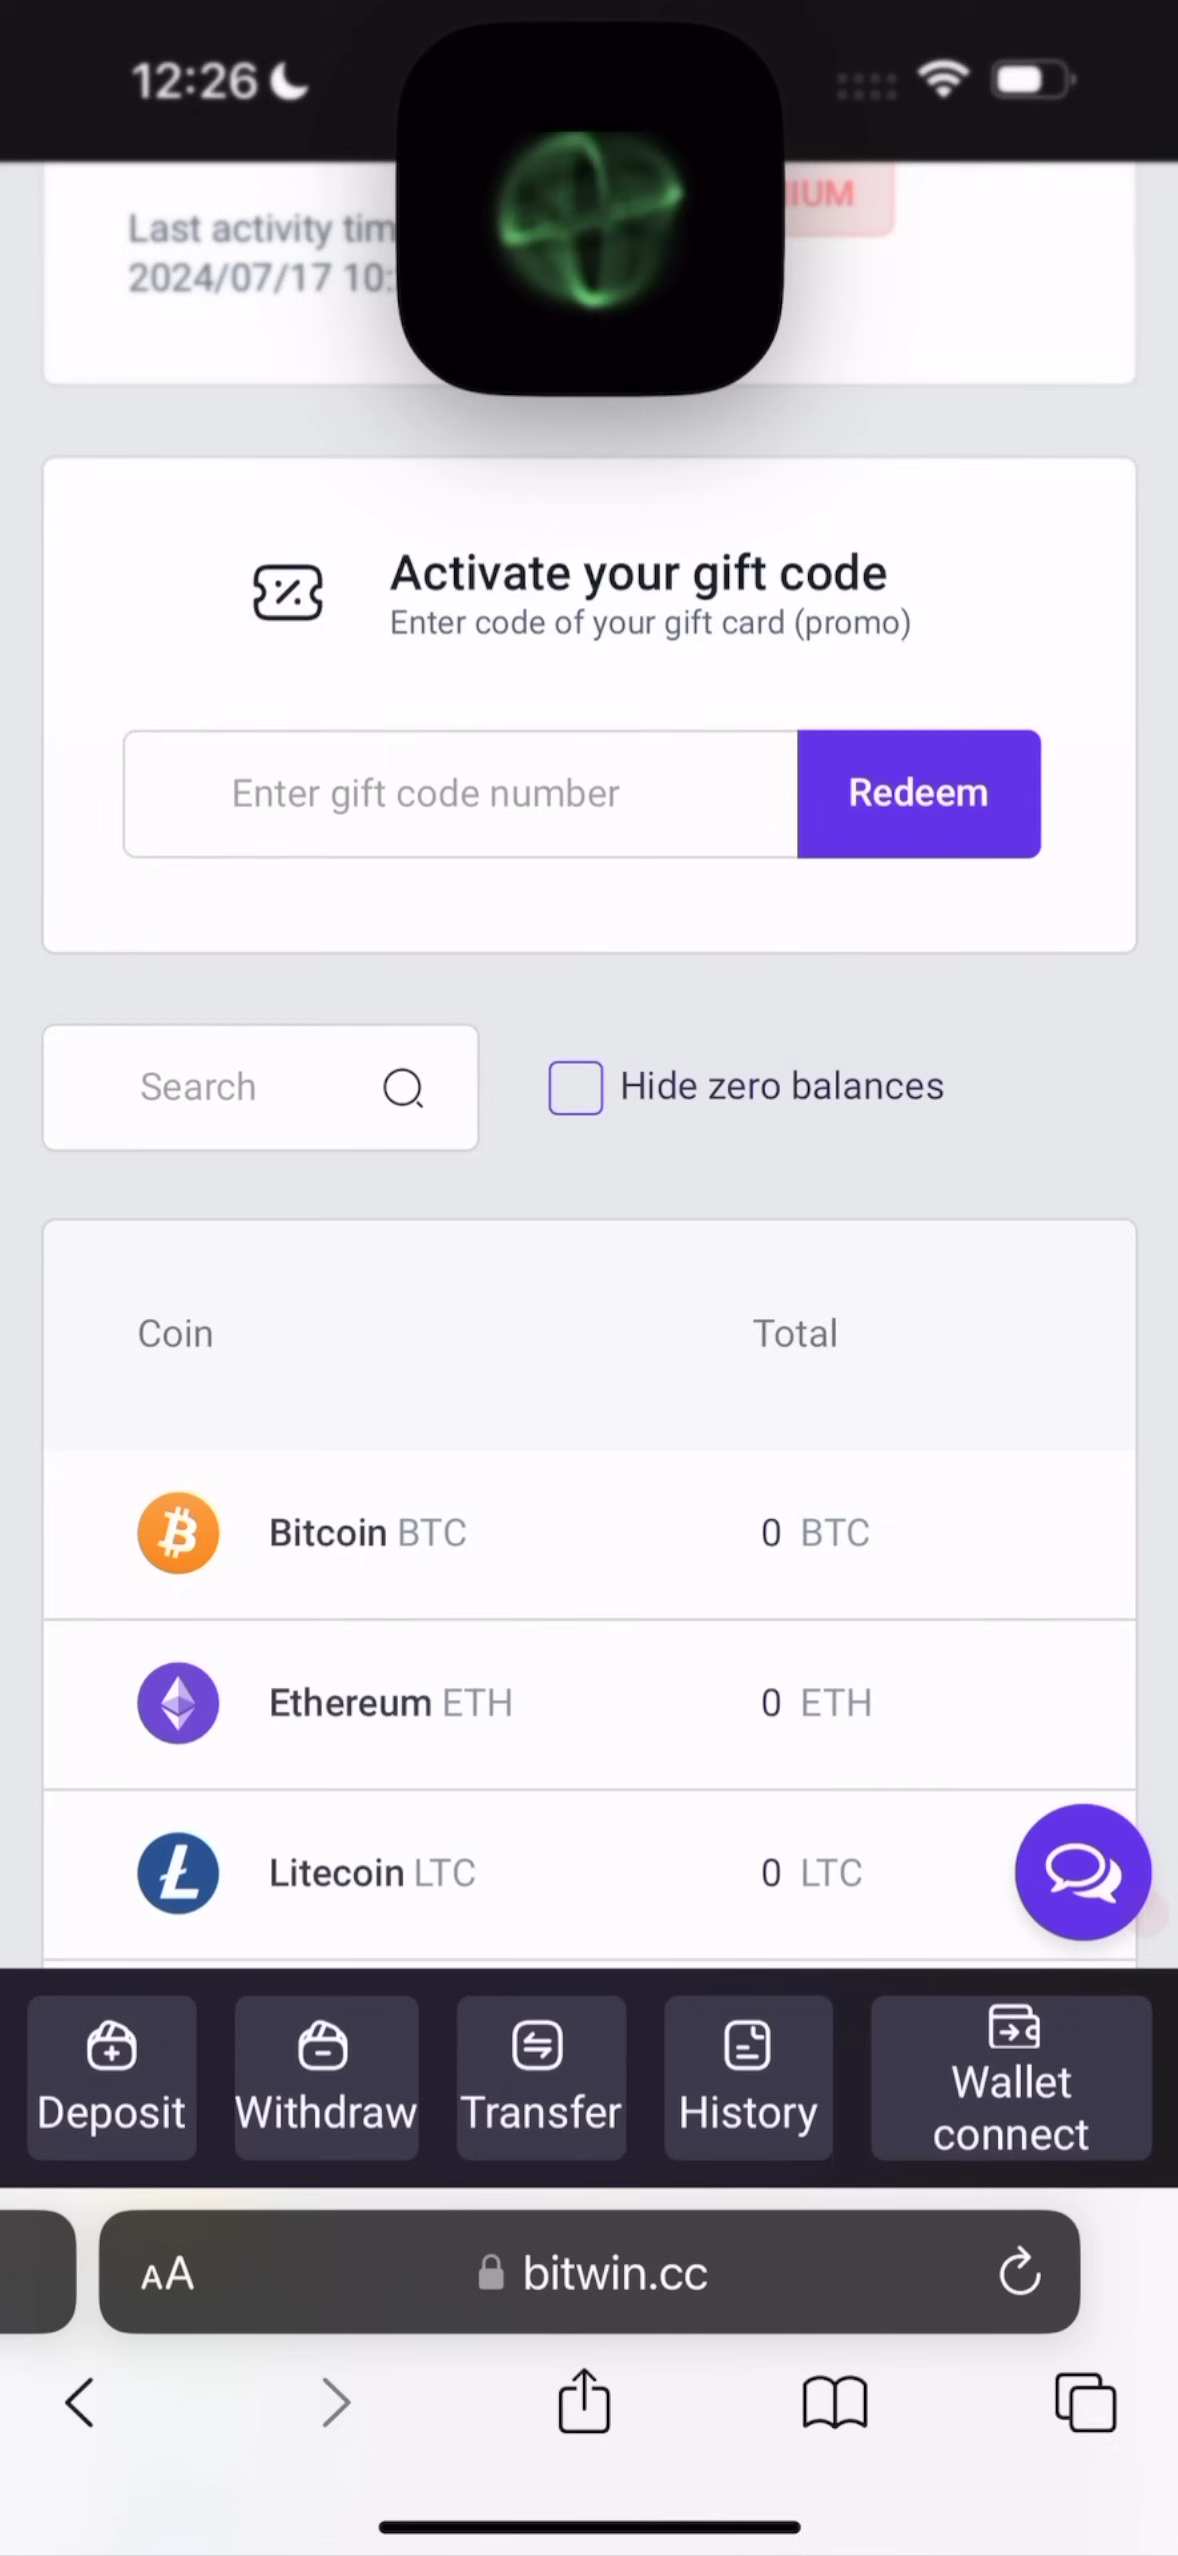 12:26
IUM
Last activity tim
2024/07/17 10:
Activate your gift code
Enter code of your gift card (promo)
Enter gift code number
Redeem
Search
Hide zero balances
Coin Total
Bitcoin BTC 0 BTC
Ethereum ETH 0 ETH
Litecoin LTC 0 LTC
Deposit
Withdraw
Transfer
History
Wallet
connect
AA
bitwin.cc